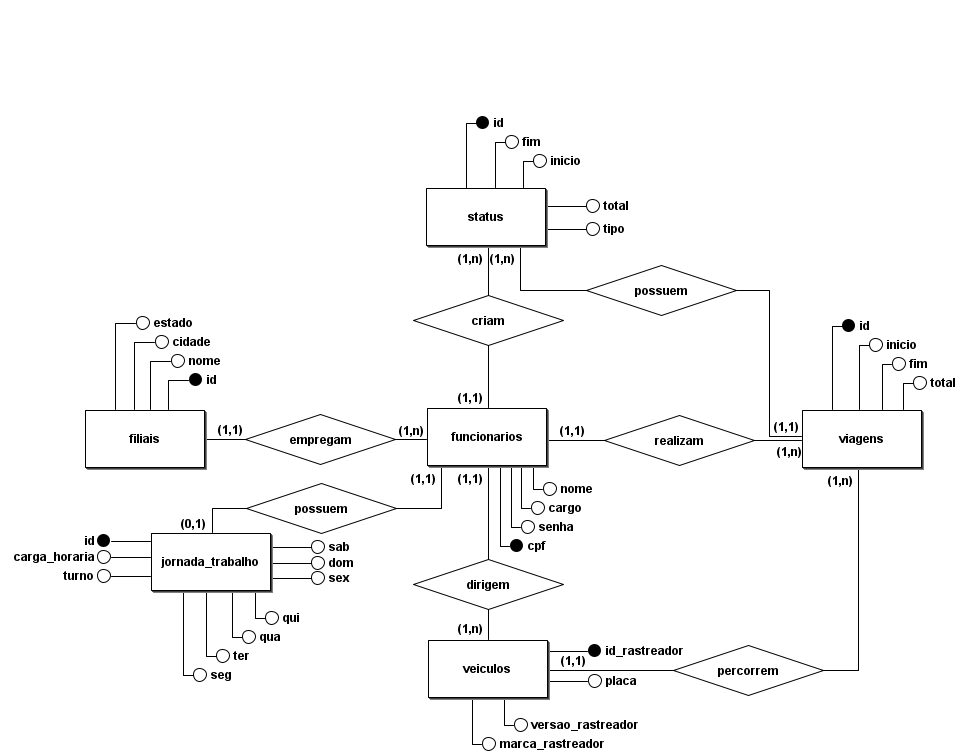 id
fim
inicio
status
total
tipo
(1,n) (1,n)
possuem
criam
estado
cidade
nome
id
id
inicio
fim
total
(1,1)
filiais
(1,1)
empregam
(1,n)
funcionarios
(1,1)
realizam
(1,1)
(1,n)
viagens
(1,1)
(1,1)
(1,n)
nome
cargo
senha
cpf
possuem
(0,1)
id
carga_horaria
turno
jornada_trabalho
sab
dom
sex
qui
qua
ter
seg
dirigem
(1,n)
veiculos
id_rastreador
(1,1)
placa
percorrem
versao_rastreador
marca_rastreador